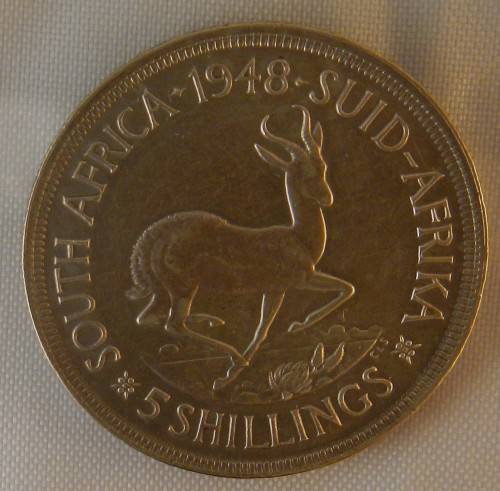 SOUTH AFRICA · 1948 · SUID-AFRIKA
5 SHILLINGS